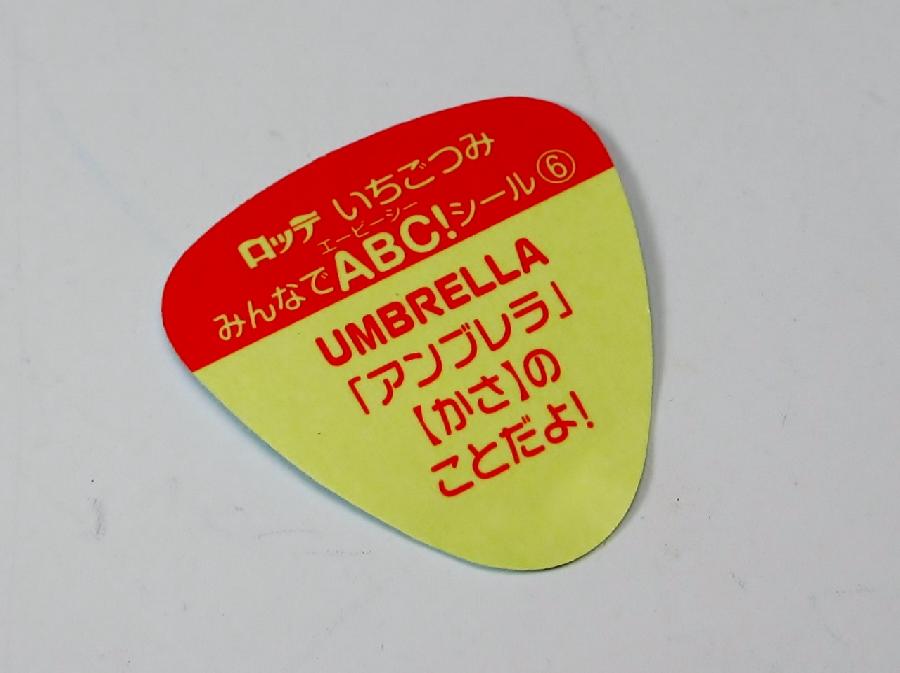 ロッテ いちごつみ
エービーシー
みんなでABC!シール⑥
UMBRELLA
「アンブレラ」
【かさ】の
ことだよ!